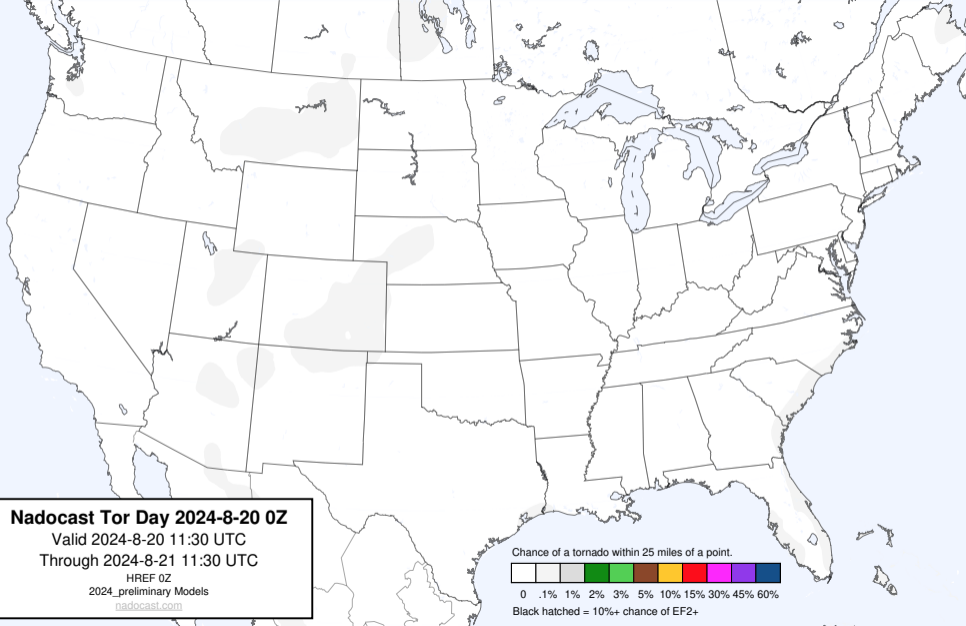 Nadocast Tor Day 2024-8-20 0Z
Valid 2024-8-20 11:30 UTC
Through 2024-8-21 11:30 UTC
HREF 0Z
2024_preliminary Models
nadocast.com
Chance of a tornado within 25 miles of a point.
0 .1% 1% 2% 3% 5% 10% 15% 30% 45% 60%
Black hatched = 10%+ chance of EF2+